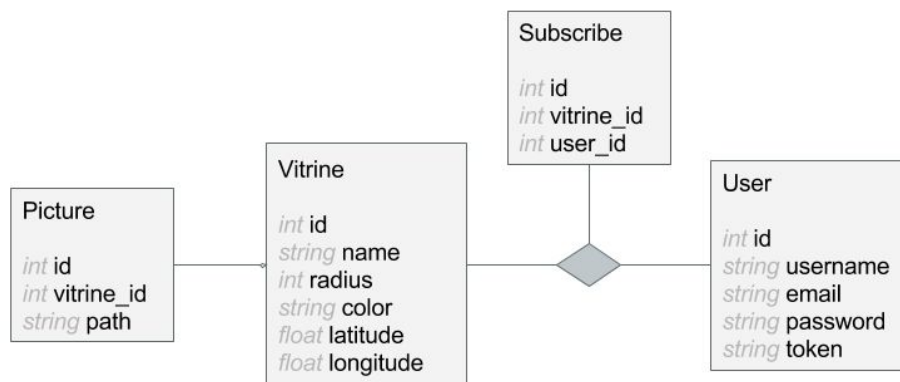 Subscribe
int id
int vitrine_id
int user_id
Vitrine
int id
string name
int radius
string color
float latitude
float longitude
Picture
int id
int vitrine_id
string path
User
int id
string username
string email
string password
string token